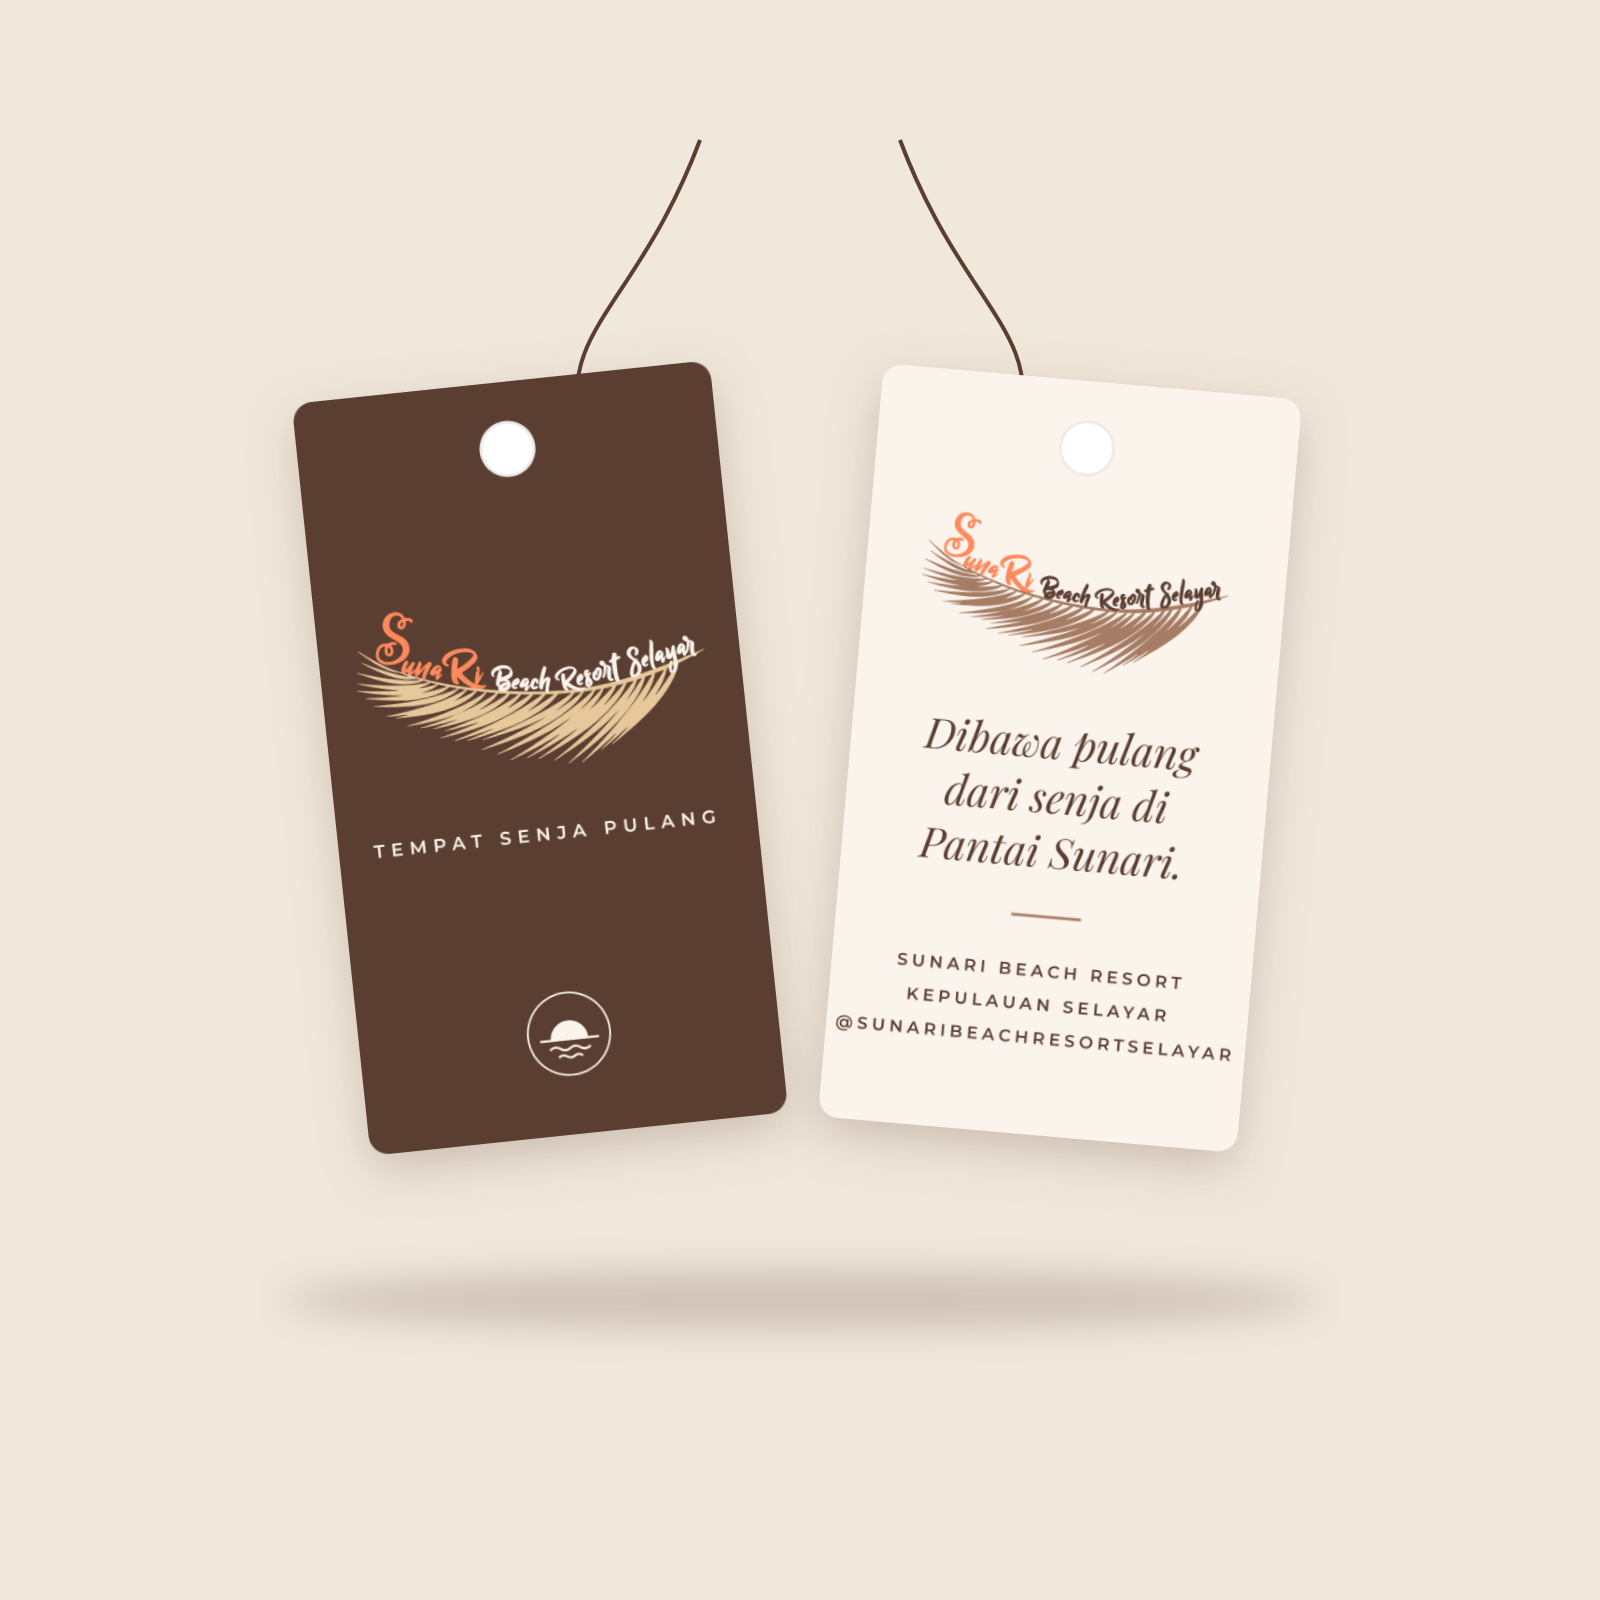 SunaRi Beach Resort Selayar
TEMPAT SENJA PULANG
SunaRi Beach Resort Selayar
Dibawa pulang
dari senja di
Pantai Sunari.
SUNARI BEACH RESORT
KEPULAUAN SELAYAR
@SUNARIBEACHRESORTSELAYAR